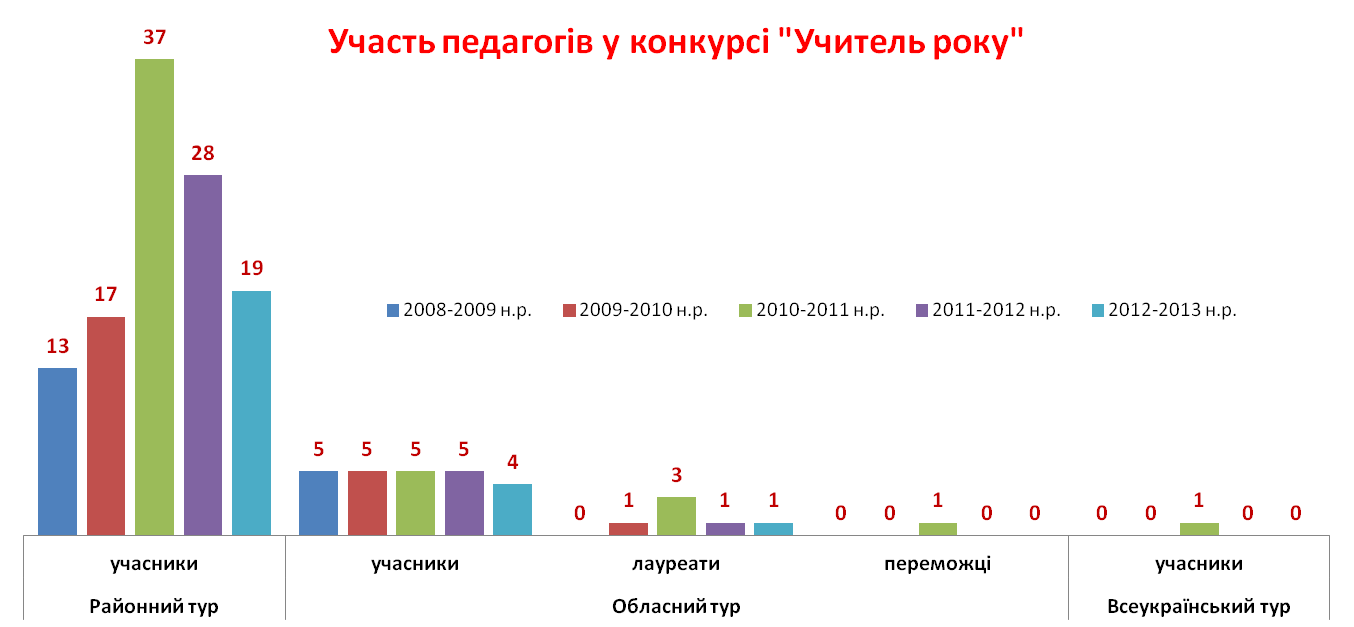 Участь педагогів у конкурсі "Учитель року"
37
28
19
17
13
2008-2009 н.р. 2009-2010 н.р. 2010-2011 н.р. 2011-2012 н.р. 2012-2013 н.р.
5 5 5 5 4
0 1 3 1 1
0 0 1 0 0
0 0 1 0 0
учасники учасники лауреати переможці учасники
Районний тур Обласний тур Всеукраїнський тур